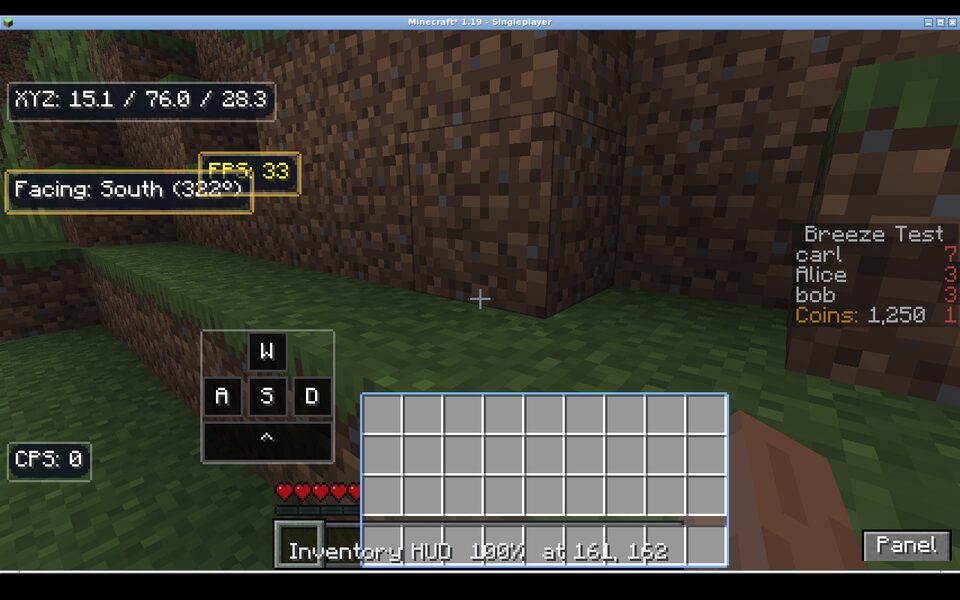 Minecraft* 1.19 - Singleplayer
XYZ: 15.1 / 76.0 / 28.3
FPS: 33
Facing: South (322°)
Breeze Test
carl 7
Alice 3
bob 3
Coins: 1,250 1
W
A S D
^
CPS: 0
Inventory HUD 100% at 161, 162
Panel